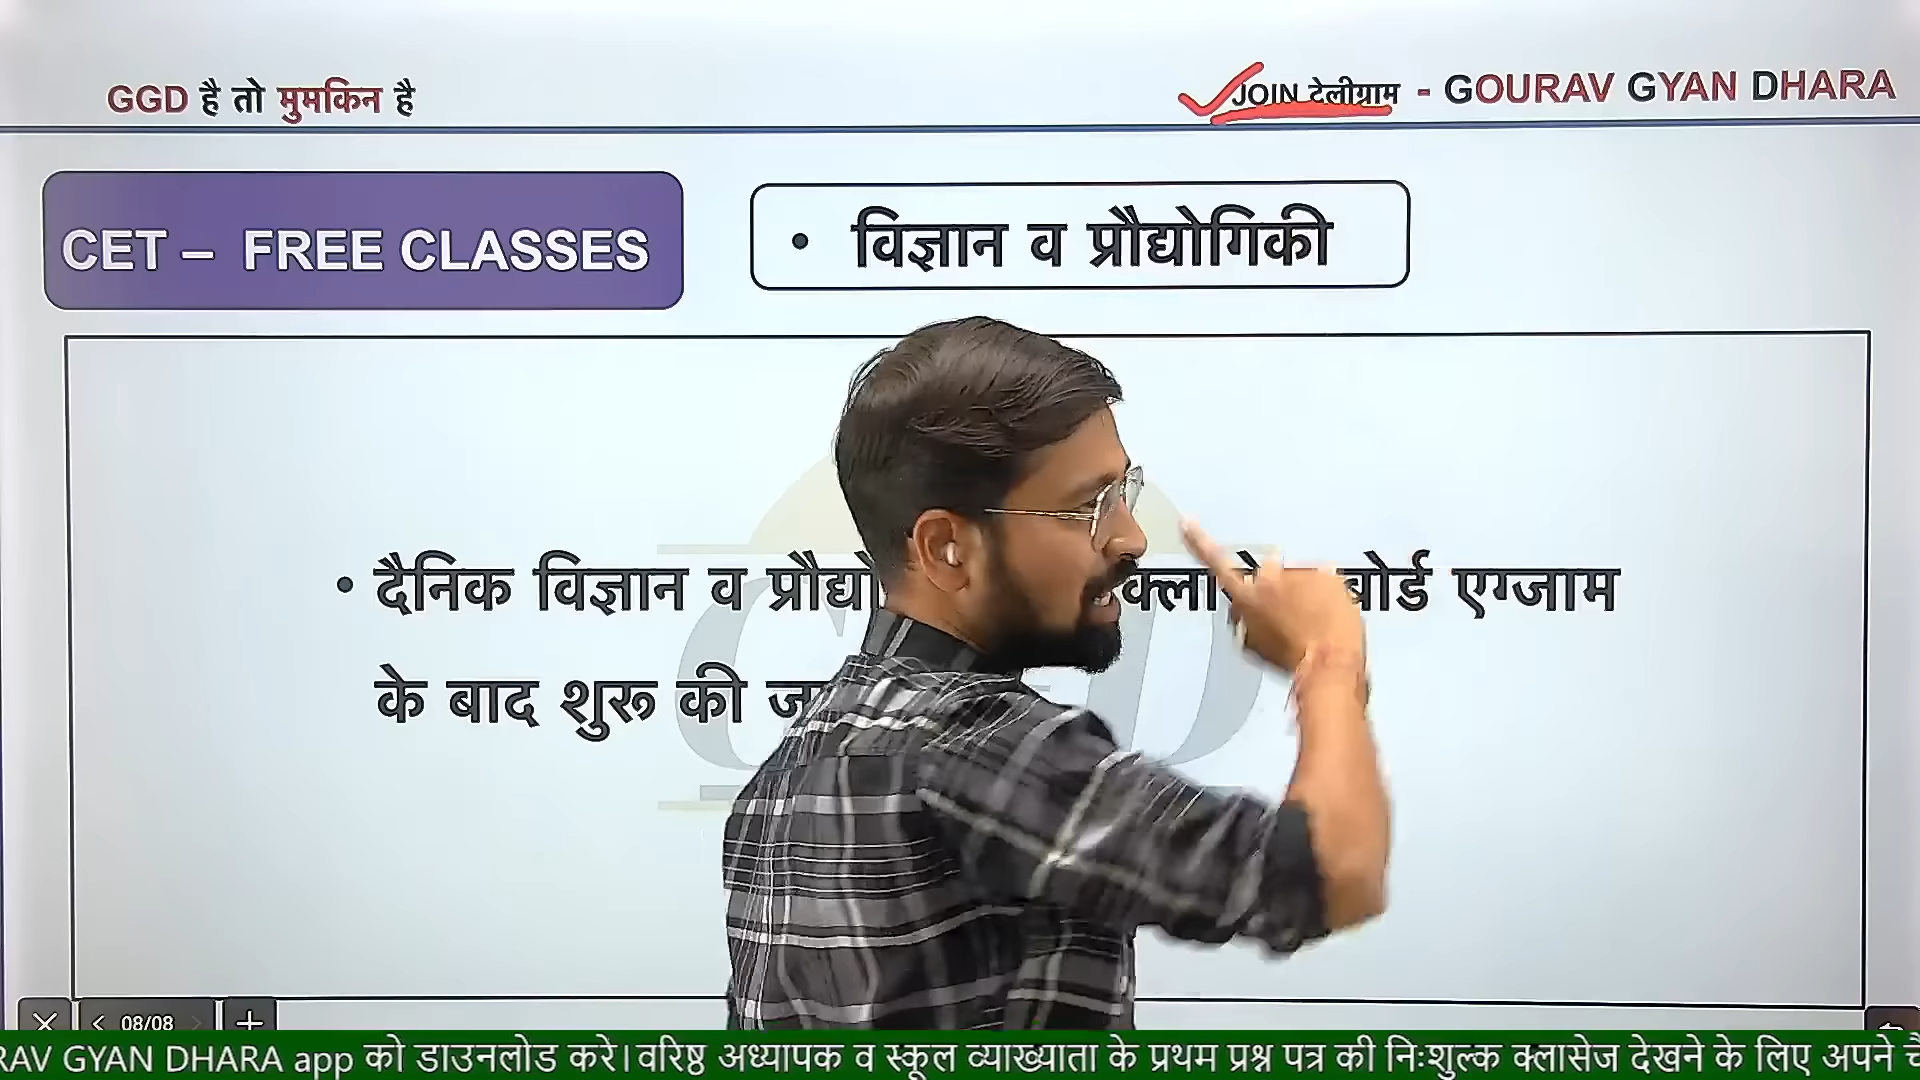 GGD है तो मुमकिन है
JOIN टेलीग्राम - GOURAV GYAN DHARA
CET – FREE CLASSES
• विज्ञान व प्रौद्योगिकी
• दैनिक विज्ञान व बोर्ड एग्जाम
के बाद शुरू की
08/08
GYAN DHARA app को डाउनलोड करे। वरिष्ठ अध्यापक व स्कूल व्याख्याता के प्रथम प्रश्न पत्र की निःशुल्क क्लासेज देखने के लिए अपने